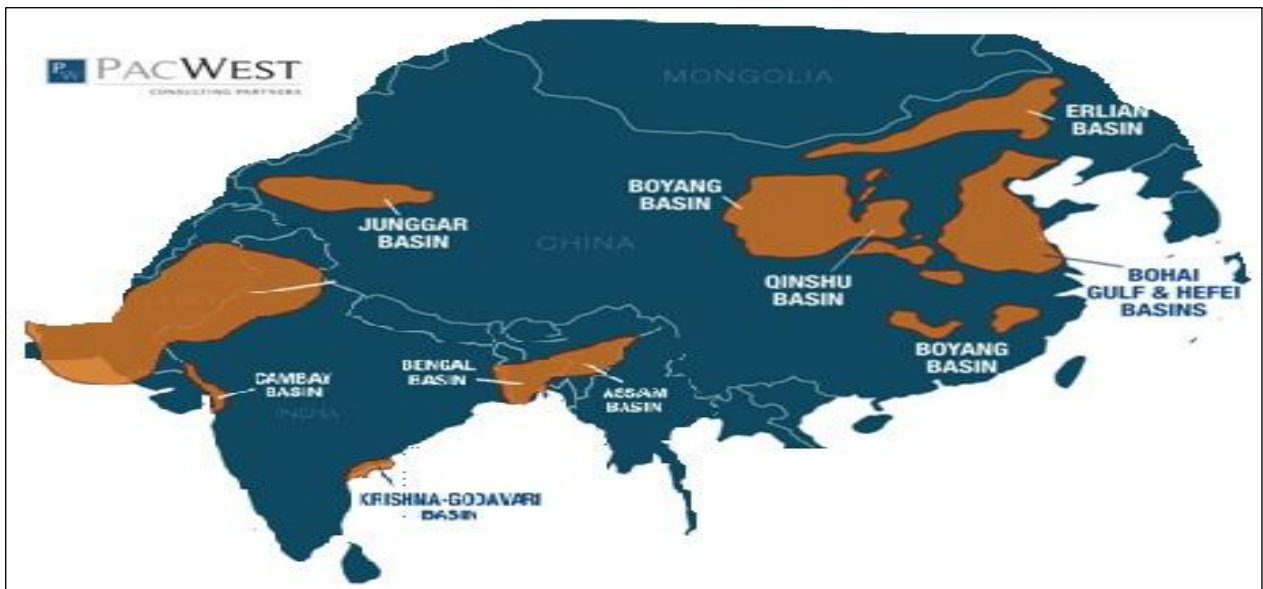 PW PACWEST
CONSULTING PARTNERS
MONGOLIA
ERLIAN
BASIN
BOYANG
BASIN
JUNGGAR
BASIN
CHINA
QINSHU
BASIN
BOHAI
GULF & HEFEI
BASINS
BOYANG
BASIN
BENGAL
BASIN
CAMBAY
BASIN
ASSAM
BASIN
INDIA
KRISHNA-GODAVARI
BASIN